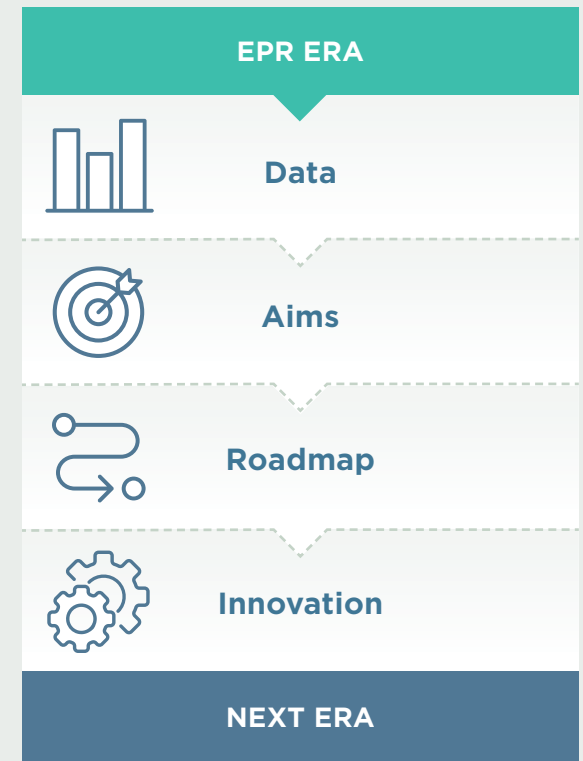 EPR ERA
Data
Aims
Roadmap
Innovation
NEXT ERA